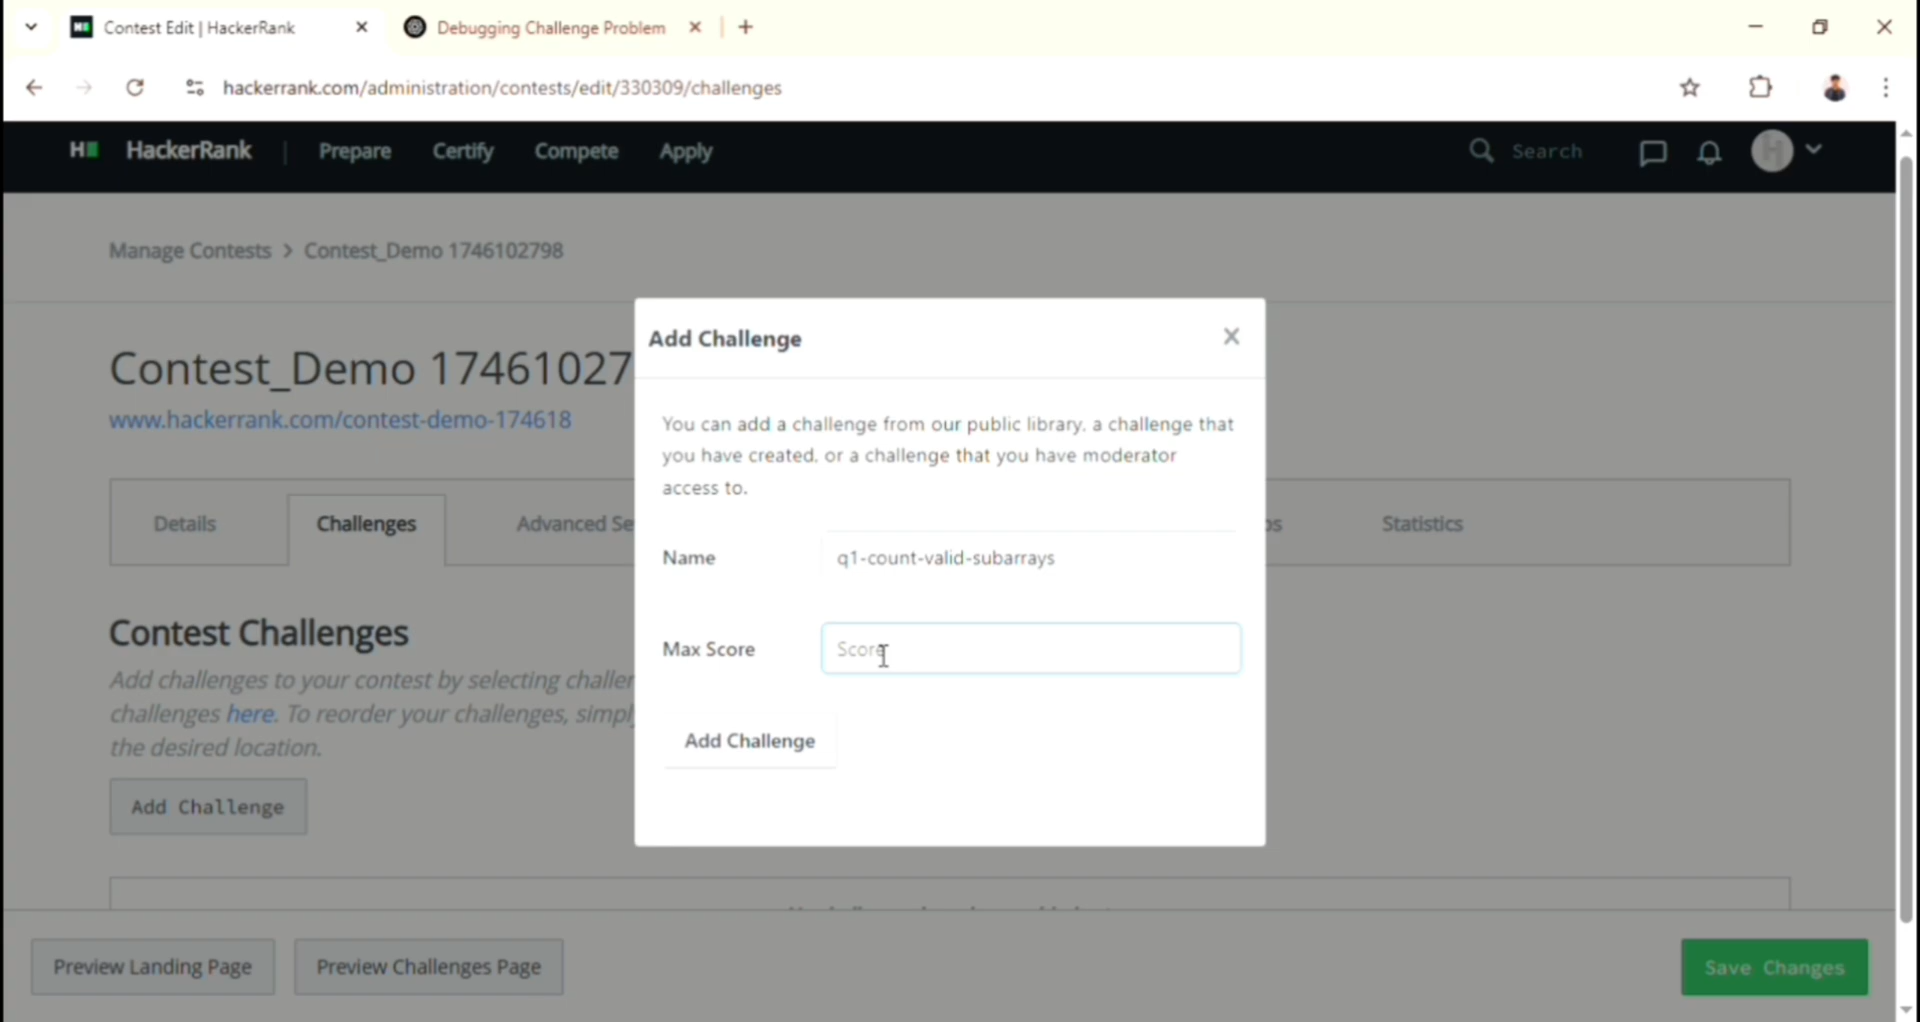 Contest Edit | HackerRank
Debugging Challenge Problem
hackerrank.com/administration/contests/edit/330309/challenges
HackerRank
Prepare
Certify
Compete
Apply
Search
Manage Contests > Contest_Demo 1746102798
Contest_Demo 17461027
www.hackerrank.com/contest-demo-174618
Details
Challenges
Advanced Se
Statistics
Contest Challenges
Add challenges to your contest by selecting challen
challenges here. To reorder your challenges, simpl
the desired location.
Add Challenge
Add Challenge
You can add a challenge from our public library. a challenge that
you have created. or a challenge that you have moderator
access to.
Name
q1-count-valid-subarrays
Max Score
Score
Add Challenge
Preview Landing Page
Preview Challenges Page
Save Changes